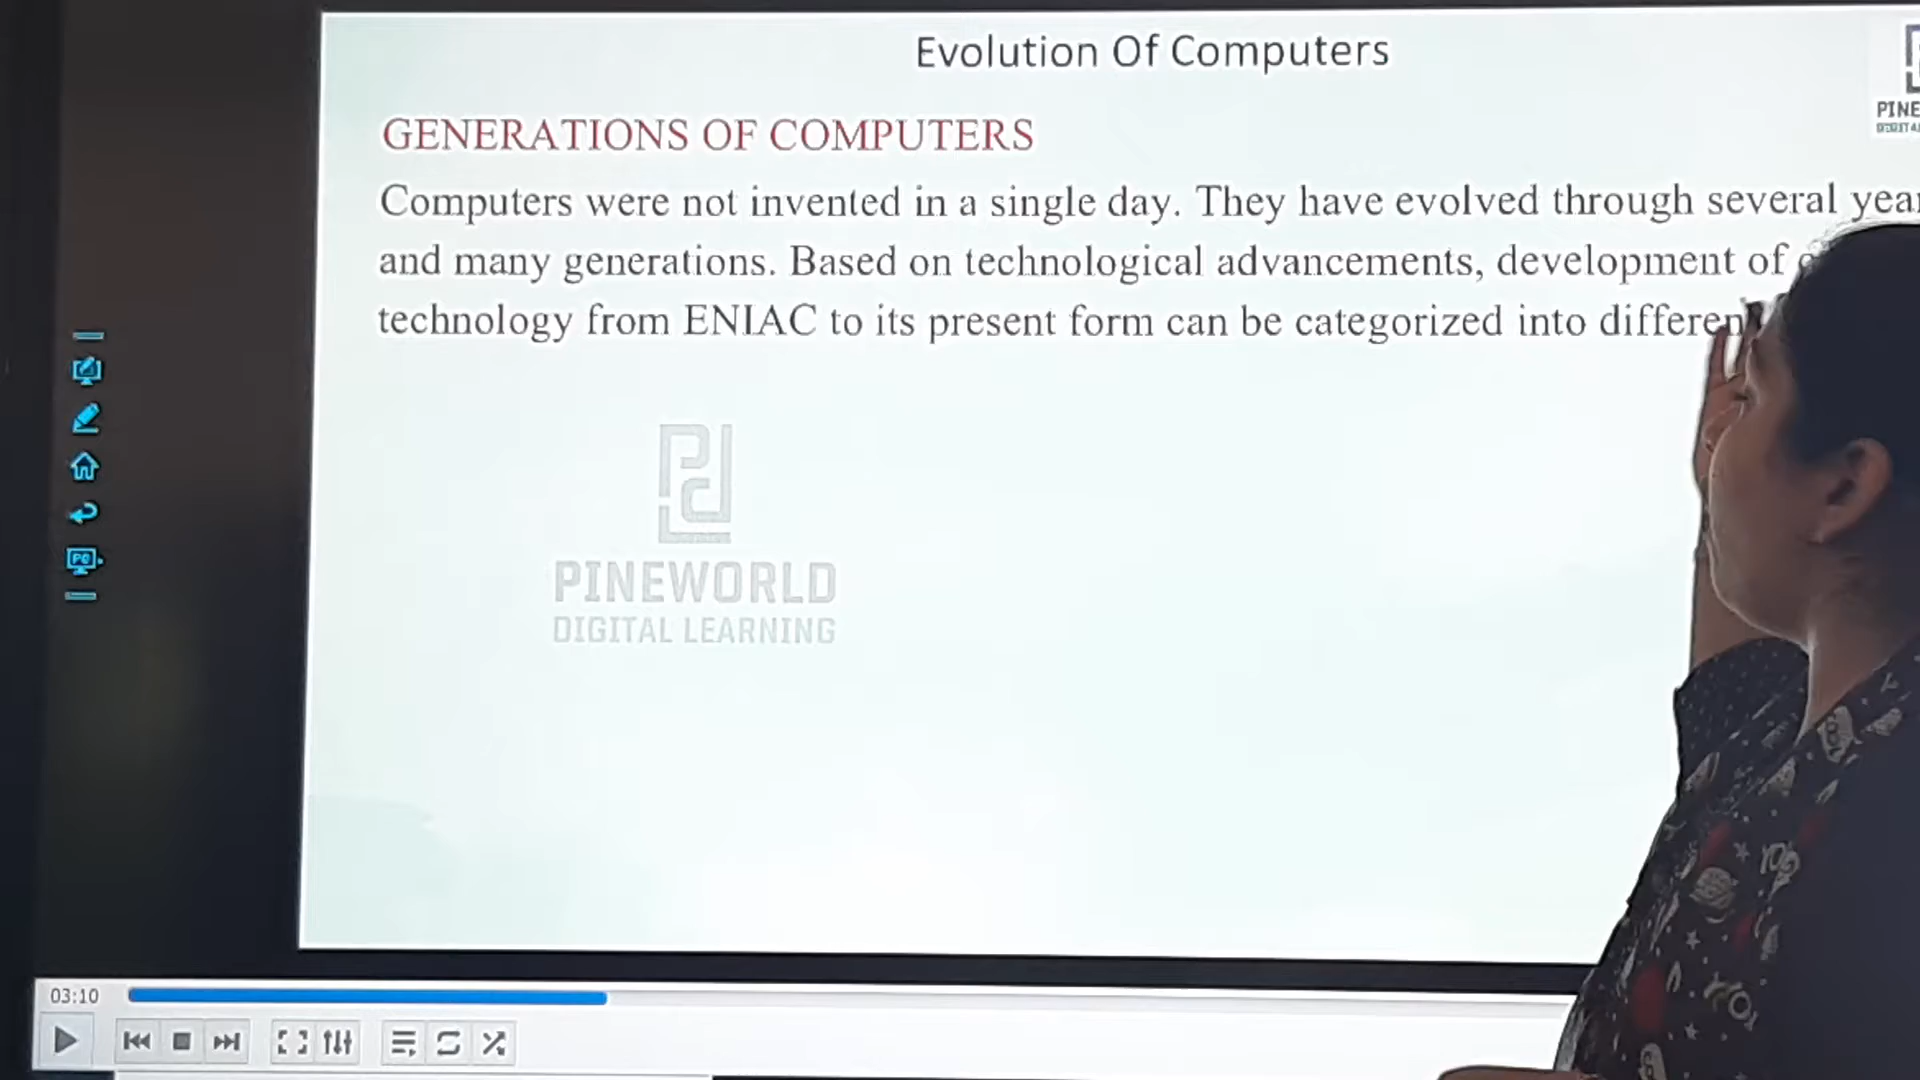 Evolution Of Computers
PINE
GENERATIONS OF COMPUTERS
Computers were not invented in a single day. They have evolved through several
and many generations. Based on technological advancements, development of
technology from ENIAC to its present form can be categorized into
PINEWORLD
DIGITAL LEARNING
PC
03:10